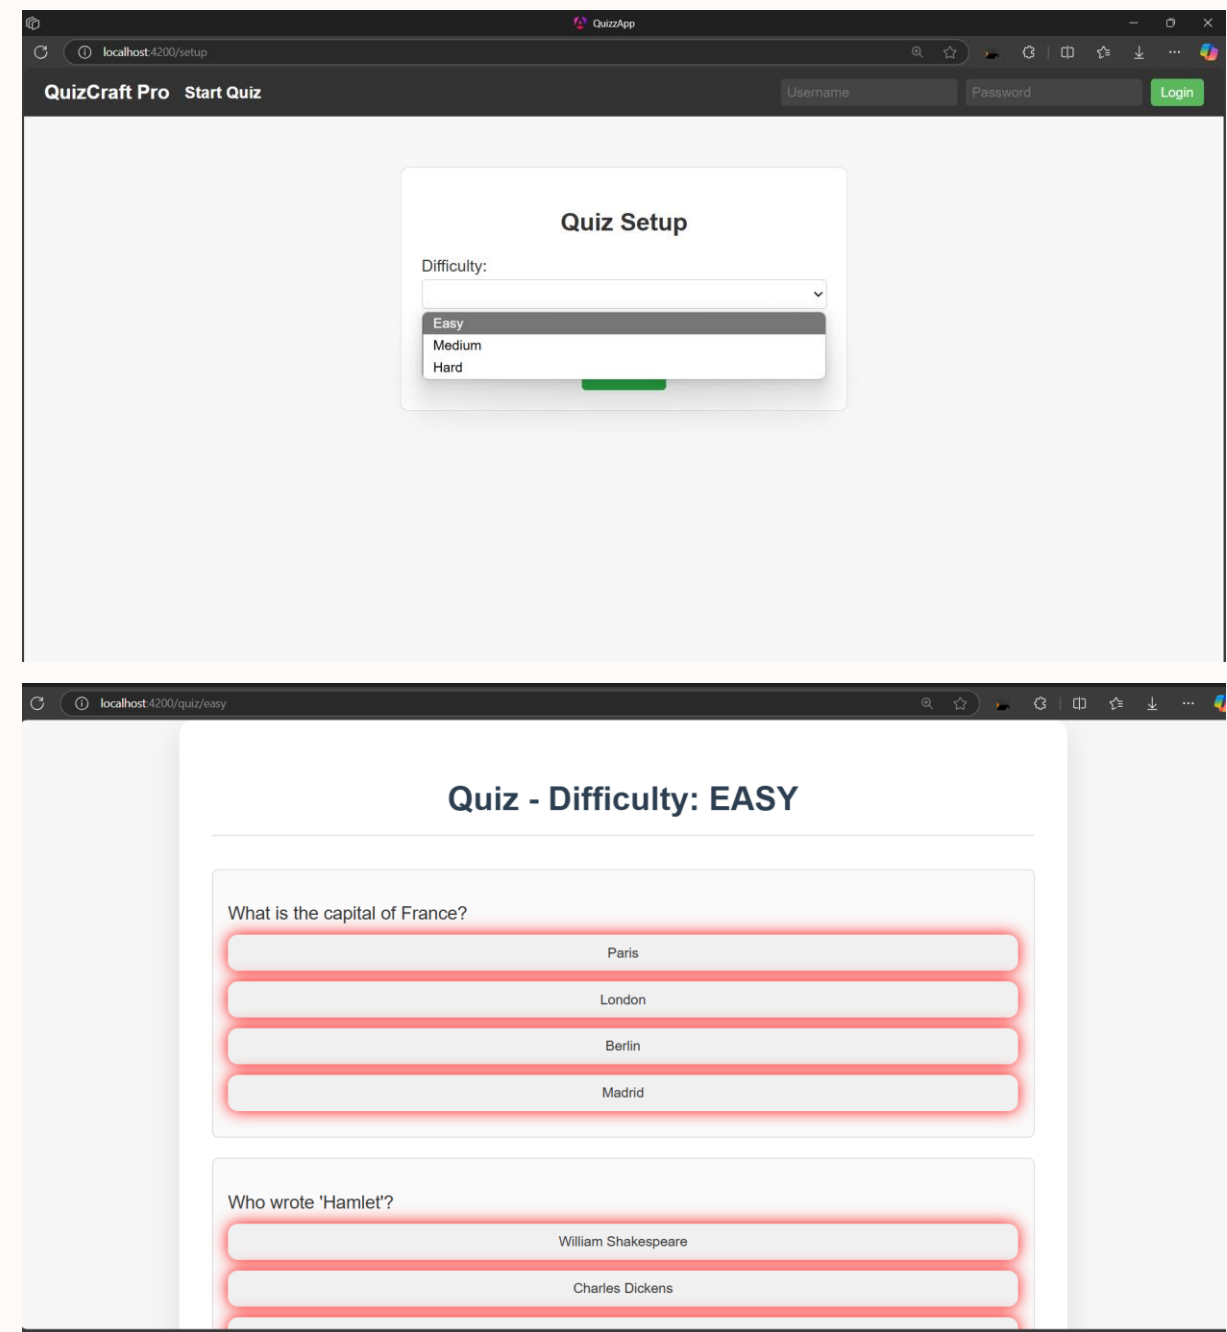 QuizzApp
localhost:4200/setup
QuizCraft Pro Start Quiz Username Password Login
Quiz Setup
Difficulty:
Easy
Medium
Hard
localhost:4200/quiz/easy
Quiz - Difficulty: EASY
What is the capital of France?
Paris
London
Berlin
Madrid
Who wrote 'Hamlet'?
William Shakespeare
Charles Dickens